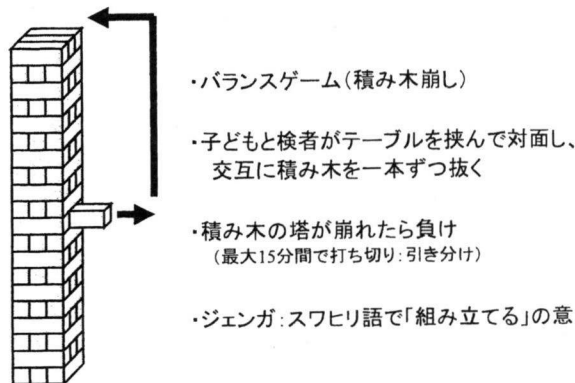 ・バランスゲーム(積み木崩し)
・子どもと検者がテーブルを挟んで対面し、
交互に積み木を一本ずつ抜く
・積み木の塔が崩れたら負け
(最大15分間で打ち切り:引き分け)
・ジェンガ:スワヒリ語で「組み立てる」の意